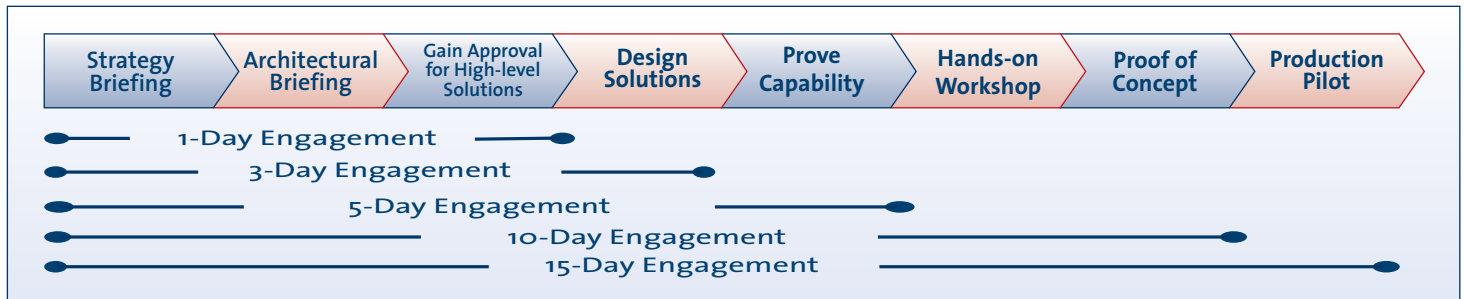 Strategy
Briefing
Architectural
Briefing
Gain Approval
for High-level
Solutions
Design
Solutions
Prove
Capability
Hands-on
Workshop
Proof of
Concept
Production
Pilot
1-Day Engagement
3-Day Engagement
5-Day Engagement
10-Day Engagement
15-Day Engagement